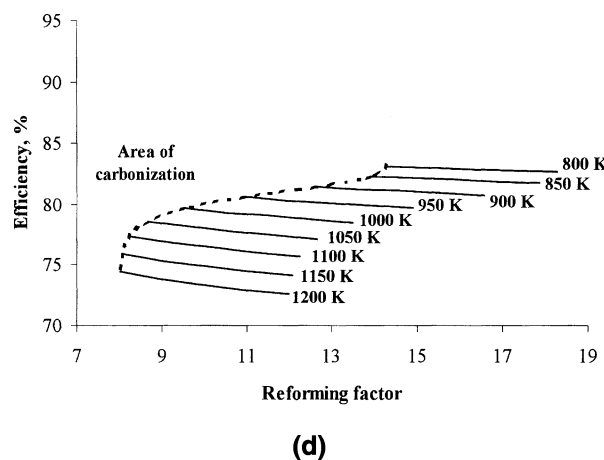 95
90
85
80
75
70
Efficiency, %
Area of
carbonization
800 K
850 K
900 K
950 K
1000 K
1050 K
1100 K
1150 K
1200 K
7 9 11 13 15 17 19
Reforming factor
(d)